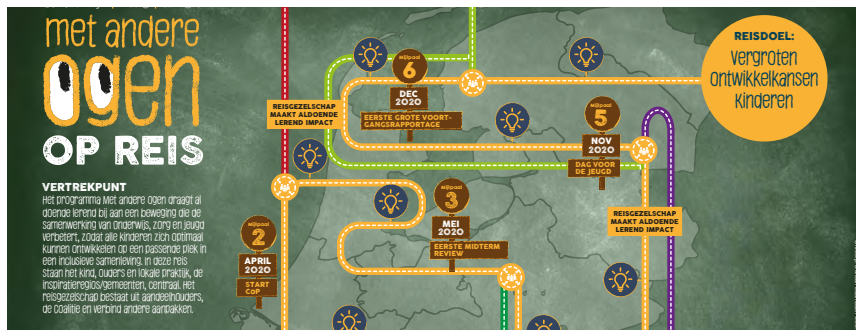 met andere
ogen
OP REIS
VERTREKPUNT
Het programma Met andere ogen draagt al
doende lerend bij aan een beweging die de
samenwerking van onderwijs, zorg en jeugd
verbetert, zodat alle kinderen zich optimaal
kunnen ontwikkelen op een passende plek in
een inclusieve samenleving. In deze reis
staan het kind, ouders en lokale praktijk, de
inspiratieregios/gemeenten, centraal. Het
reisgezelschap bestaat uit aandeelhouders,
de Coalitie en verbind andere aanpakken.
Mijlpaal
2
APRIL
2020
START
CoP
REISGEZELSCHAP
MAAKT ALDOENDE
LEREND IMPACT
Mijlpaal
6
DEC
2020
EERSTE GROTE VOORT-
GANGSRAPPORTAGE
Mijlpaal
3
MEI
2020
EERSTE MIDTERM
REVIEW
Mijlpaal
5
NOV
2020
DAG VOOR
DE JEUGD
REISGEZELSCHAP
MAAKT ALDOENDE
LEREND IMPACT
REISDOEL:
vergroten
ontwikkelkansen
kinderen